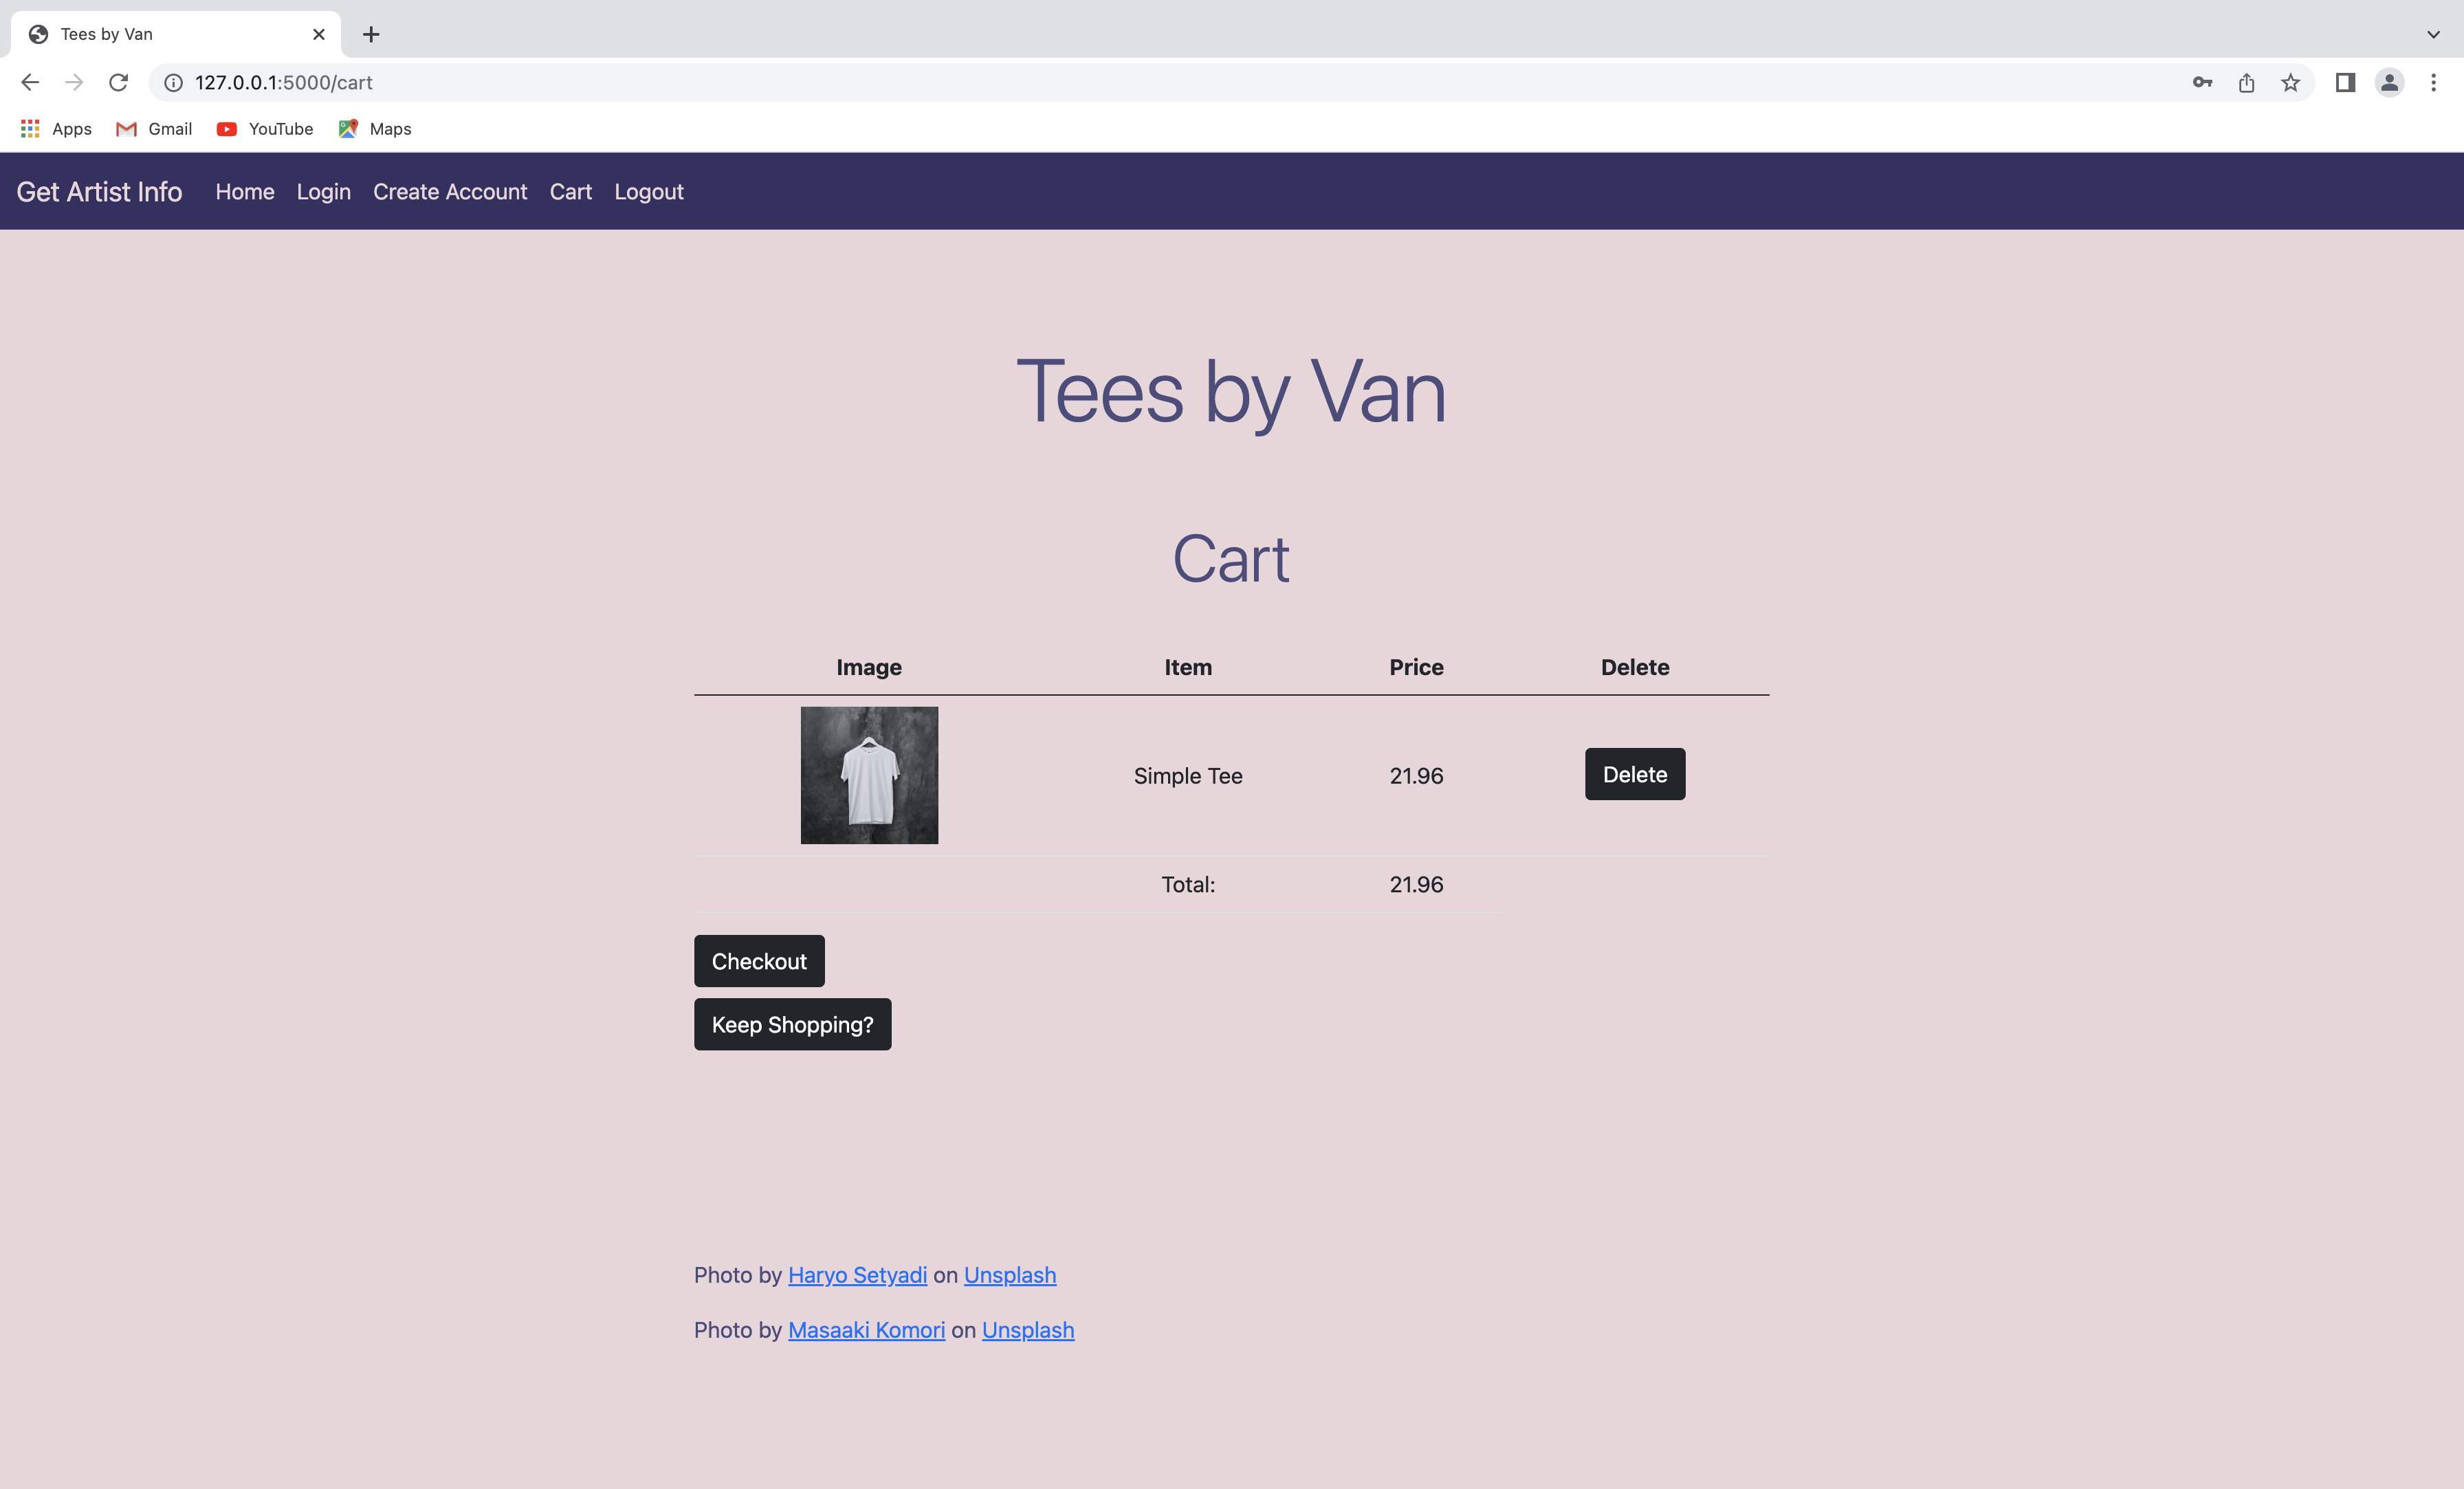 Tees by Van
127.0.0.1:5000/cart
Apps Gmail YouTube Maps
Get Artist Info Home Login Create Account Cart Logout
Tees by Van
Cart
Image Item Price Delete
Simple Tee 21.96 Delete
Total: 21.96
Checkout
Keep Shopping?
Photo by Haryo Setyadi on Unsplash
Photo by Masaaki Komori on Unsplash